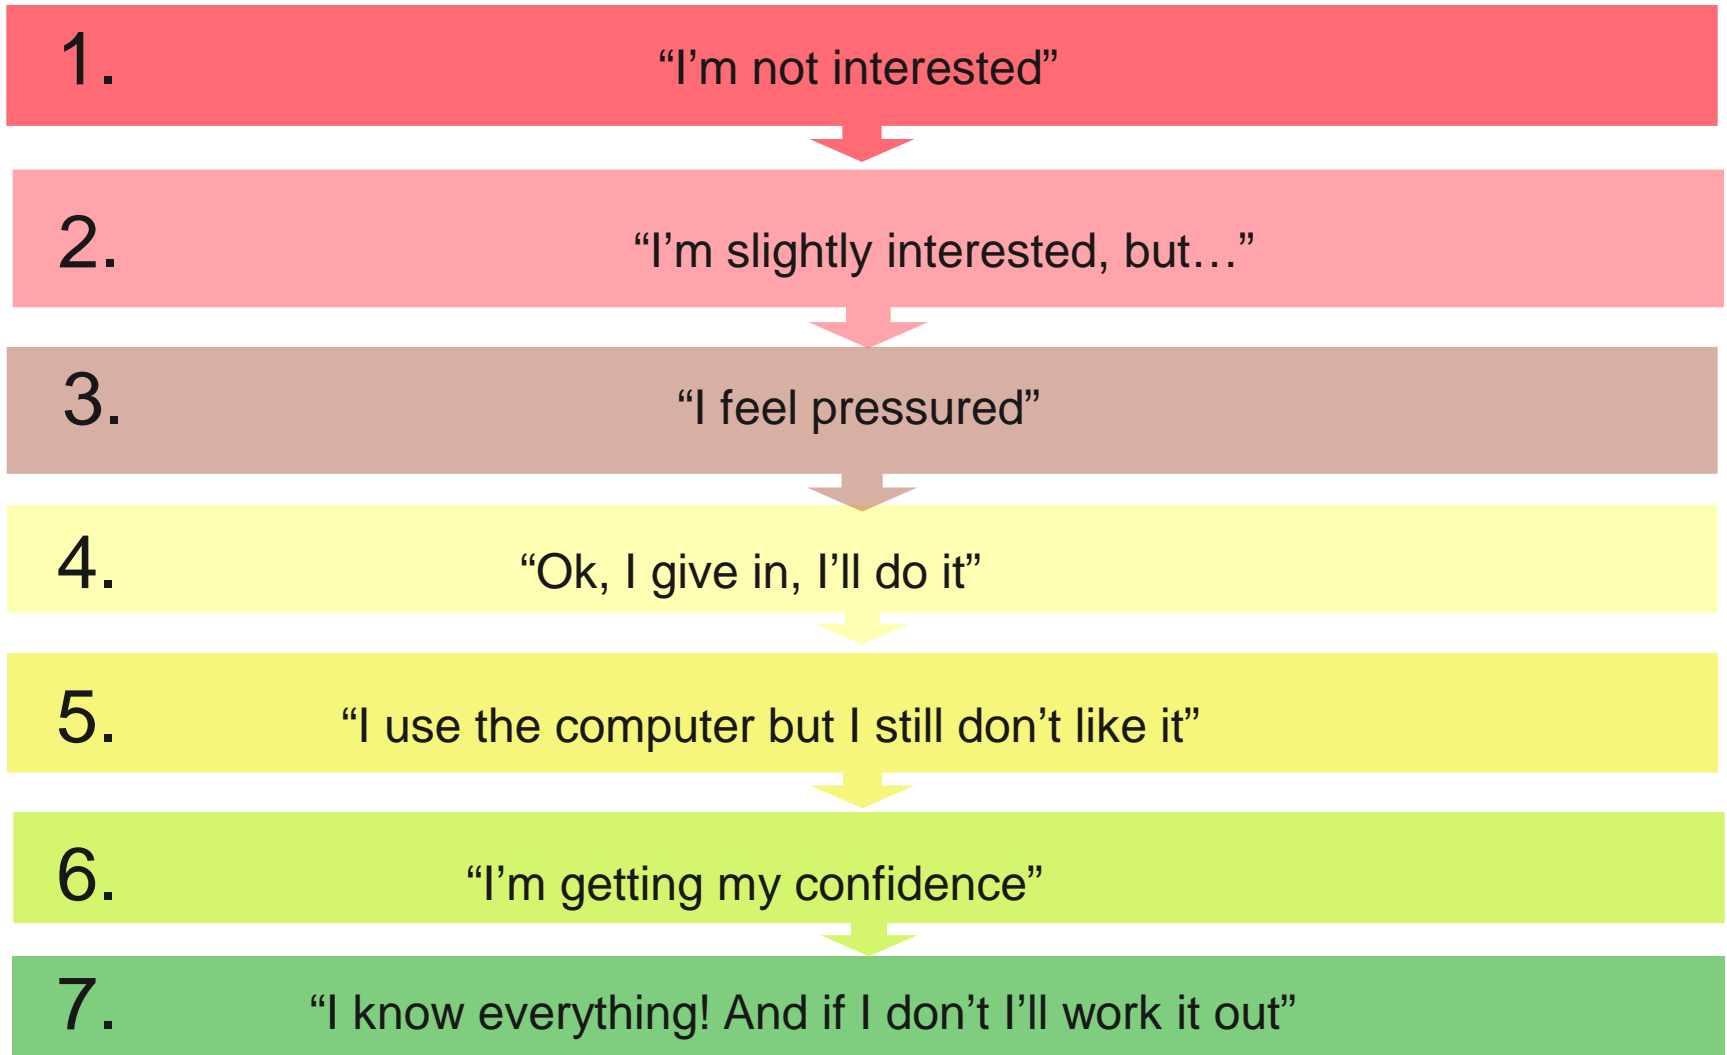 1. “I’m not interested”
2. “I’m slightly interested, but…”
3. “I feel pressured”
4. “Ok, I give in, I’ll do it”
5. “I use the computer but I still don’t like it”
6. “I’m getting my confidence”
7. “I know everything! And if I don’t I’ll work it out”